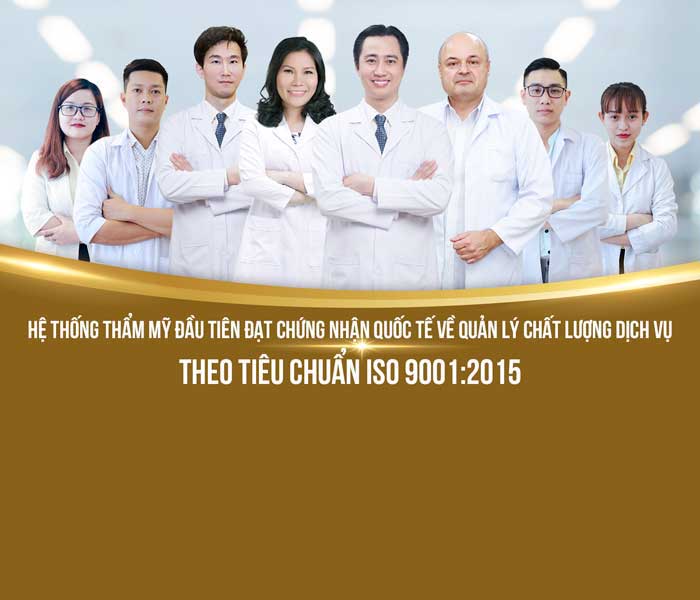 HỆ THỐNG THẨM MỸ ĐẦU TIÊN ĐẠT CHỨNG NHẬN QUỐC TẾ VỀ QUẢN LÝ CHẤT LƯỢNG DỊCH VỤ
THEO TIÊU CHUẨN ISO 9001:2015